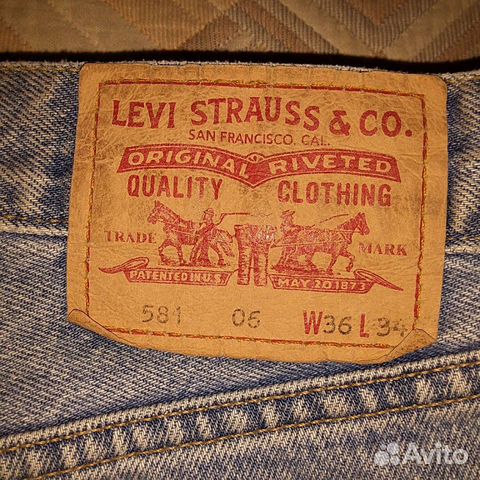 LEVI STRAUSS & CO.
SAN FRANCISCO, CAL.
ORIGINAL RIVETED
QUALITY CLOTHING
TRADE MARK
PATENTED IN U.S. MAY 20 1873
581 06 W36 L 34
Avito